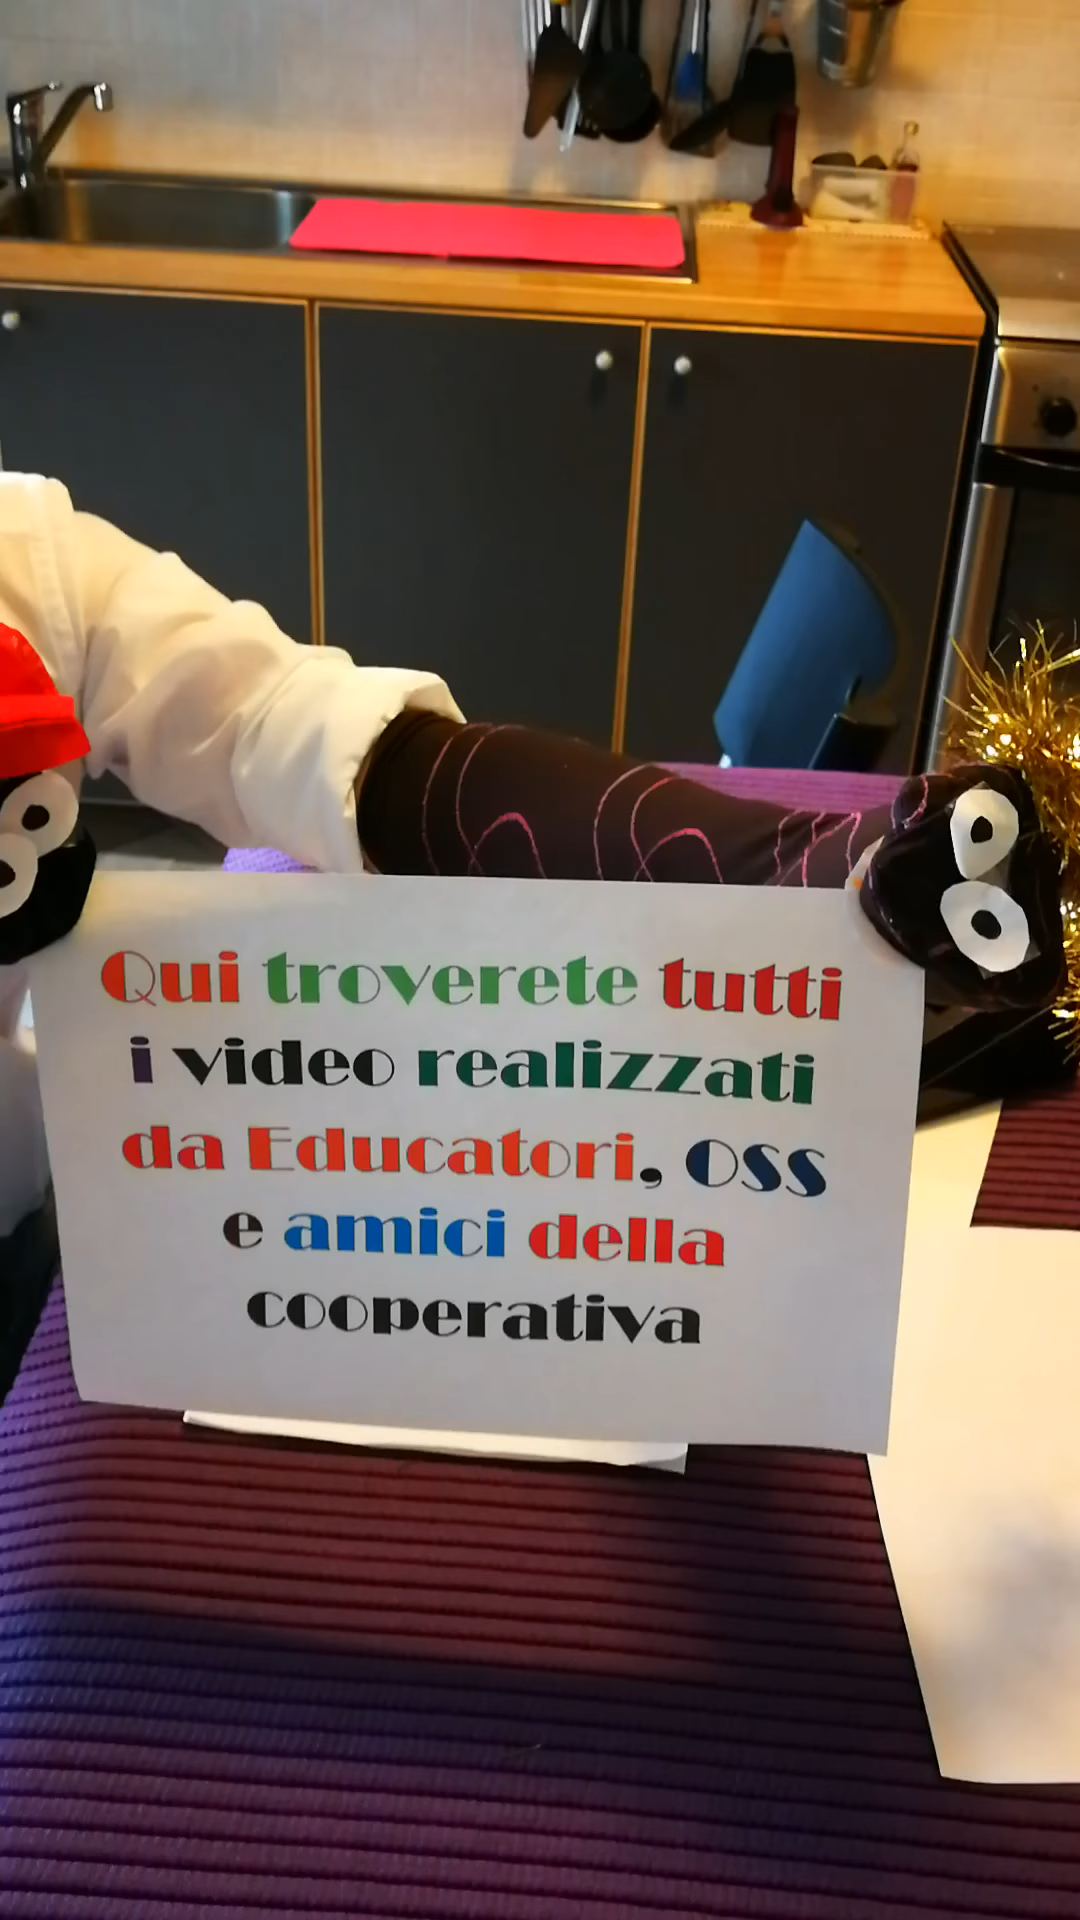 Qui troverete tutti
i video realizzati
da Educatori, OSS
e amici della
cooperativa